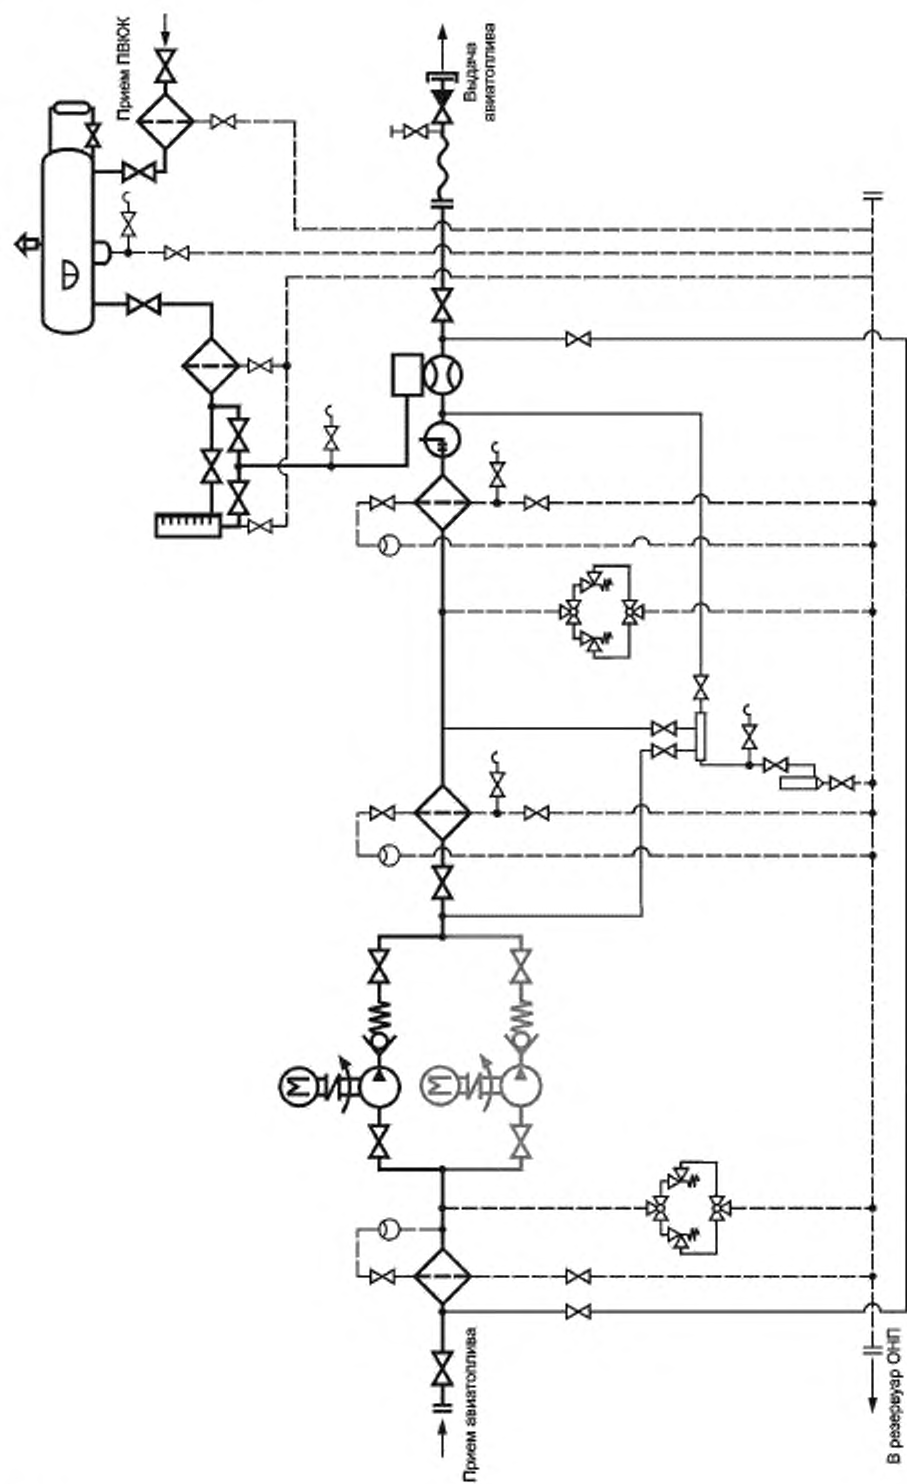 Прием ПВКЖ
Выдача
авиатоплива
М
М
Прием авиатоплива
В резервуар ОНП